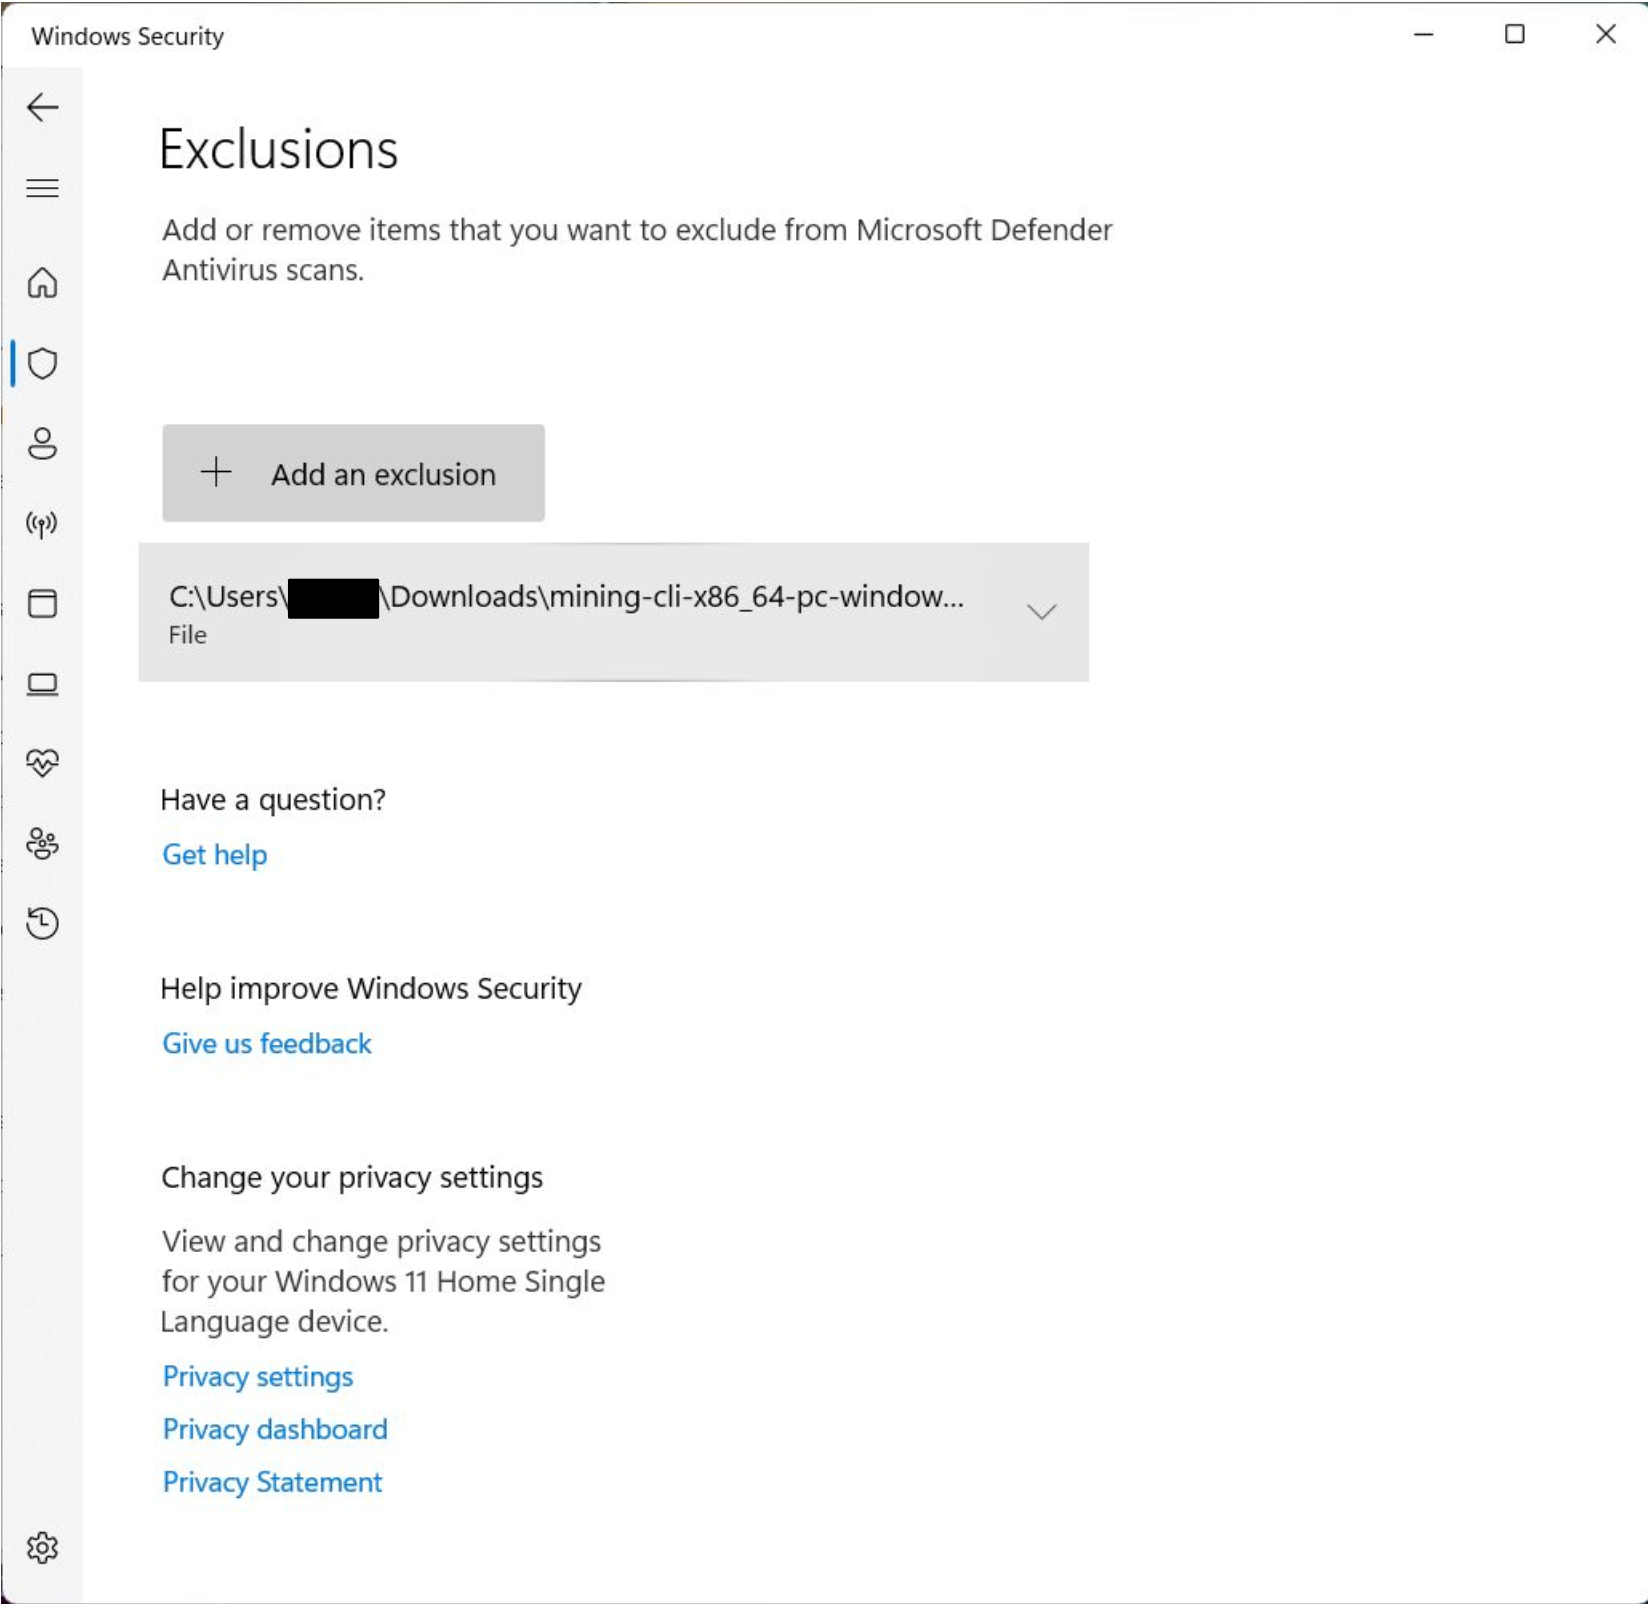 Windows Security
Exclusions
Add or remove items that you want to exclude from Microsoft Defender
Antivirus scans.
Add an exclusion
C:\Users\ \Downloads\mining-cli-x86_64-pc-window...
File
Have a question?
Get help
Help improve Windows Security
Give us feedback
Change your privacy settings
View and change privacy settings
for your Windows 11 Home Single
Language device.
Privacy settings
Privacy dashboard
Privacy Statement